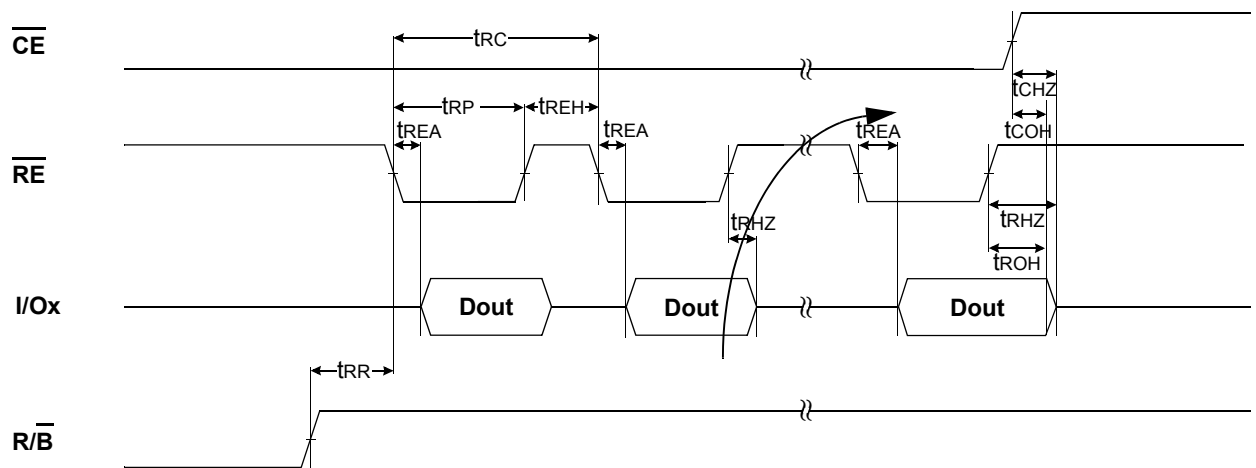 CE
tRC
tCHZ
tRP
tREH
tREA
tREA
tREA
tCOH
RE
tRHZ
tRHZ
tROH
I/Ox
Dout
Dout
Dout
tRR
R/B